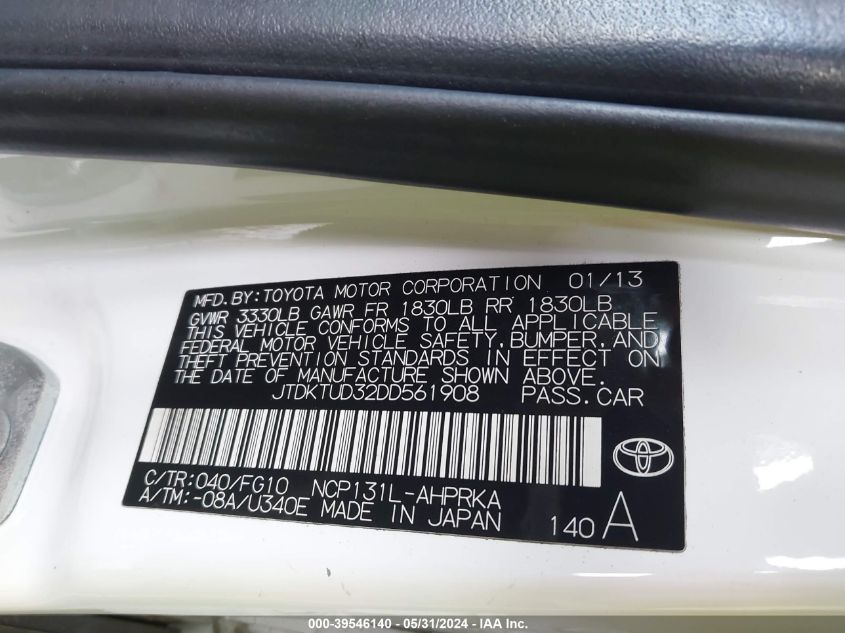 MFD. BY: TOYOTA MOTOR CORPORATION 01/13
GVWR 3330LB GAWR FR 1830LB RR 1830LB
THIS VEHICLE CONFORMS TO ALL APPLICABLE
FEDERAL MOTOR VEHICLE SAFETY, BUMPER, AND
THEFT PREVENTION STANDARDS IN EFFECT ON
THE DATE OF MANUFACTURE SHOWN ABOVE.
JTDKTUD32DD561908 PASS. CAR
C/TR: 040/FG10 NCP131L-AHPRKA
A/TM: -08A/U340E MADE IN JAPAN 140 A
000-39546140 - 05/31/2024 - IAA Inc.